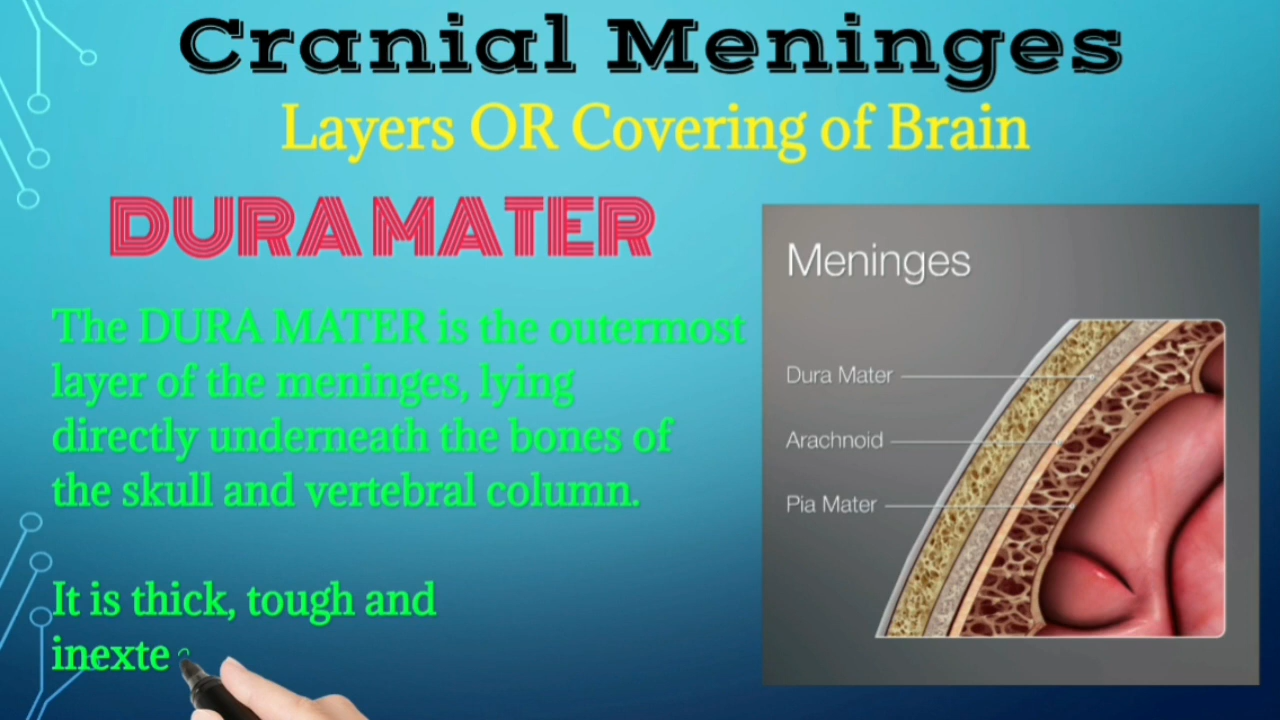 Cranial Meninges
Layers OR Covering of Brain
DURA MATER
The DURA MATER is the outermost
layer of the meninges, lying
directly underneath the bones of
the skull and vertebral column.
It is thick, tough and
inexte
Meninges
Dura Mater
Arachnoid
Pia Mater